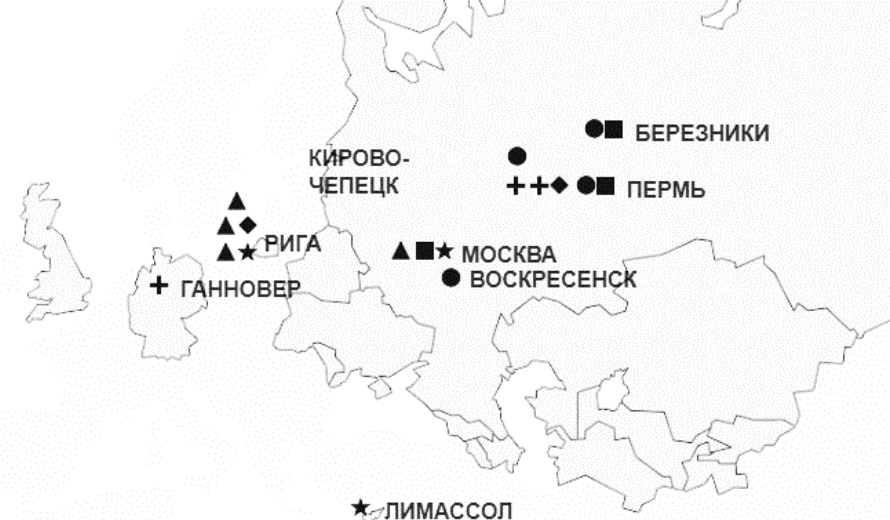 БЕРЕЗНИКИ
КИРОВО-
ЧЕПЕЦК
ПЕРМЬ
РИГА
МОСКВА
ВОСКРЕСЕНСК
ГАННОВЕР
ЛИМАССОЛ